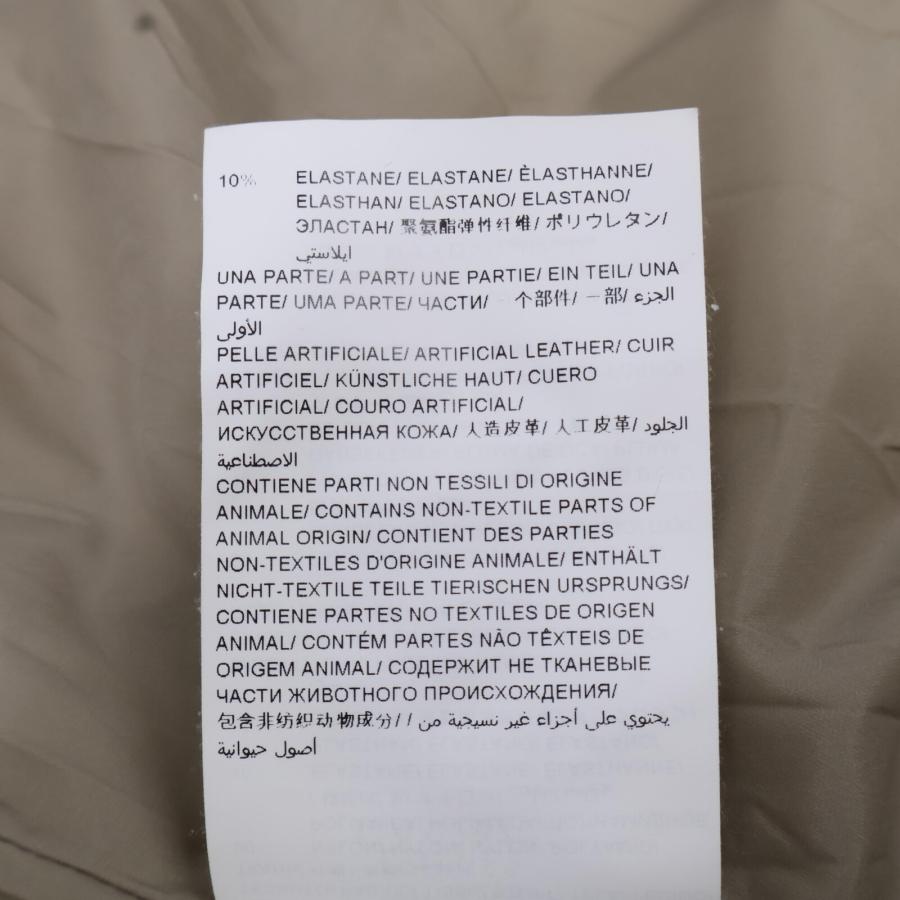 10% ELASTANE/ ELASTANE/ ÈLASTHANNE/
ELASTHAN/ ELASTANO/ ELASTANO/
ЭЛАСТАН/ 聚氨酯弹性纤维/ ポリウレタン/
ايلاستي
UNA PARTE/ A PART/ UNE PARTIE/ EIN TEIL/ UNA
PARTE/ UMA PARTE/ ЧАСТИ/ 一个部件/ 一部/ الجزء
الأولى
PELLE ARTIFICIALE/ ARTIFICIAL LEATHER/ CUIR
ARTIFICIEL/ KÜNSTLICHE HAUT/ CUERO
ARTIFICIAL/ COURO ARTIFICIAL/
ИСКУССТВЕННАЯ КОЖА/ 人造皮革/ 人工皮革/ الجلود
الاصطناعية
CONTIENE PARTI NON TESSILI DI ORIGINE
ANIMALE/ CONTAINS NON-TEXTILE PARTS OF
ANIMAL ORIGIN/ CONTIENT DES PARTIES
NON-TEXTILES D'ORIGINE ANIMALE/ ENTHÄLT
NICHT-TEXTILE TEILE TIERISCHEN URSPRUNGS/
CONTIENE PARTES NO TEXTILES DE ORIGEN
ANIMAL/ CONTÉM PARTES NÃO TÊXTEIS DE
ORIGEM ANIMAL/ СОДЕРЖИТ НЕ ТКАНЕВЫЕ
ЧАСТИ ЖИВОТНОГО ПРОИСХОЖДЕНИЯ/
包含非纺织动物成分/ / يحتوي على أجزاء غير نسيجية من
أصول حيوانية